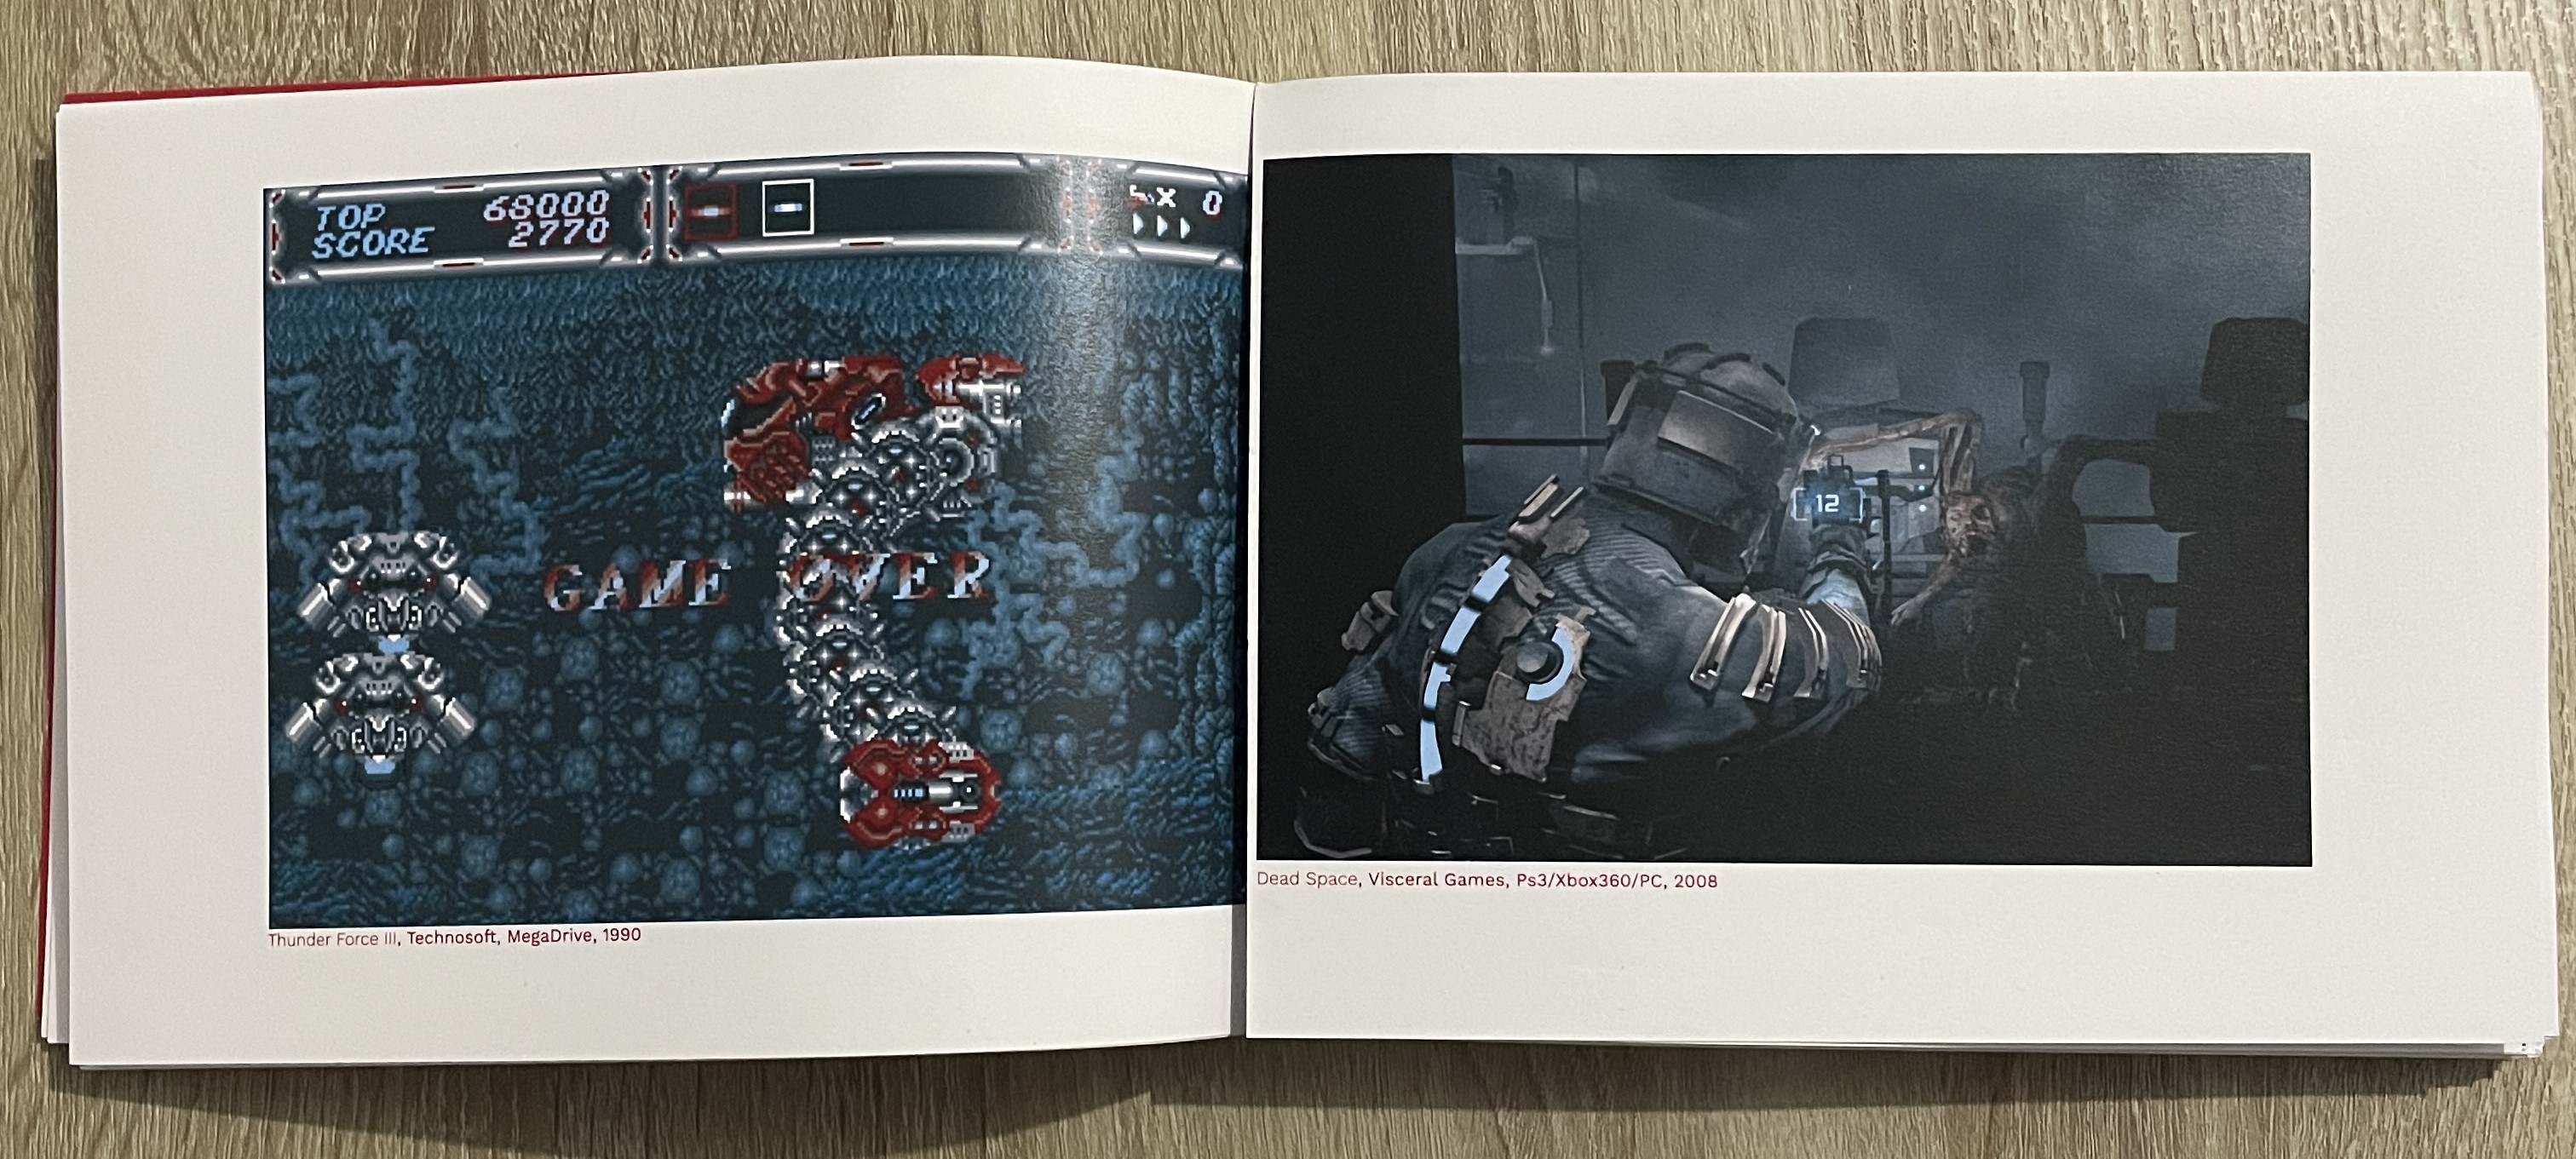 TOP 68000
SCORE 2770
X 0
GAME OVER
Thunder Force III, Technosoft, MegaDrive, 1990
12
Dead Space, Visceral Games, Ps3/Xbox360/PC, 2008